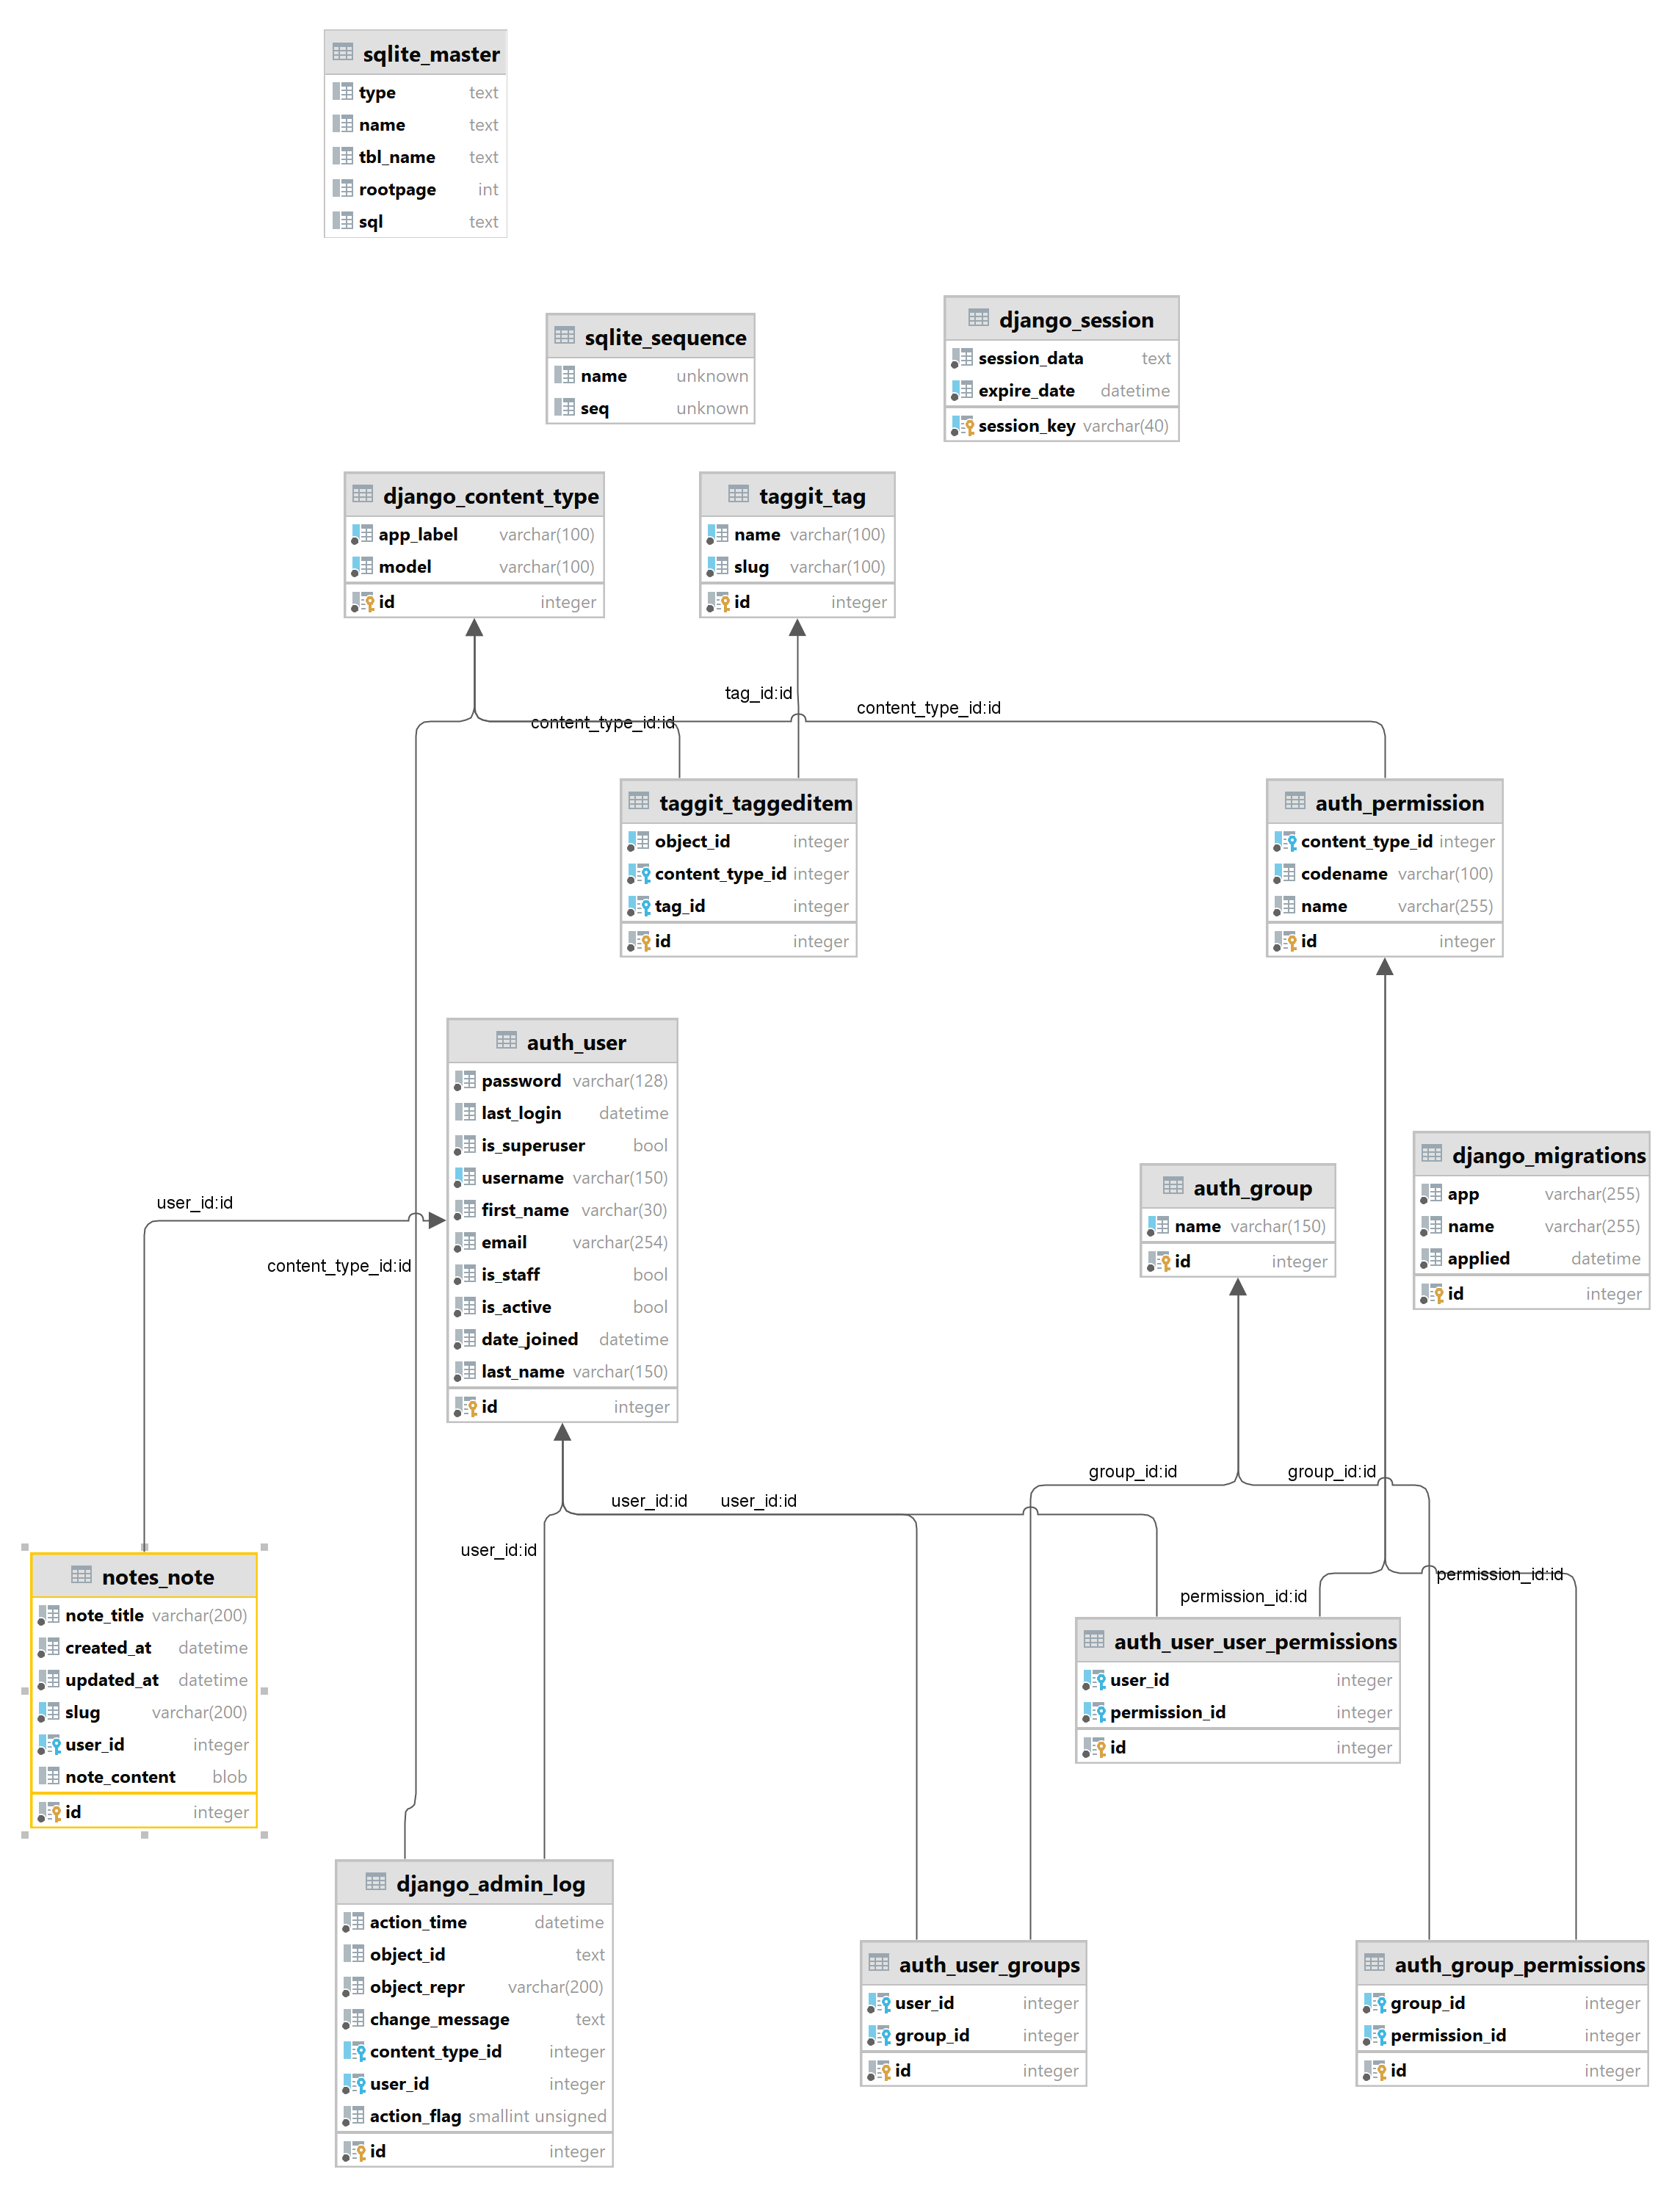 sqlite_master
type text
name text
tbl_name text
rootpage int
sql text
sqlite_sequence
name unknown
seq unknown
django_session
session_data text
expire_date datetime
session_key varchar(40)
django_content_type
app_label varchar(100)
model varchar(100)
id integer
taggit_tag
name varchar(100)
slug varchar(100)
id integer
tag_id:id
content_type_id:id
content_type_id:id
taggit_taggeditem
object_id integer
content_type_id integer
tag_id integer
id integer
auth_permission
content_type_id integer
codename varchar(100)
name varchar(255)
id integer
auth_user
password varchar(128)
last_login datetime
is_superuser bool
username varchar(150)
first_name varchar(30)
email varchar(254)
is_staff bool
is_active bool
date_joined datetime
last_name varchar(150)
id integer
user_id:id
content_type_id:id
auth_group
name varchar(150)
id integer
django_migrations
app varchar(255)
name varchar(255)
applied datetime
id integer
group_id:id
group_id:id
user_id:id
user_id:id
user_id:id
permission_id:id
permission_id:id
notes_note
note_title varchar(200)
created_at datetime
updated_at datetime
slug varchar(200)
user_id integer
note_content blob
id integer
auth_user_user_permissions
user_id integer
permission_id integer
id integer
django_admin_log
action_time datetime
object_id text
object_repr varchar(200)
change_message text
content_type_id integer
user_id integer
action_flag smallint unsigned
id integer
auth_user_groups
user_id integer
group_id integer
id integer
auth_group_permissions
group_id integer
permission_id integer
id integer